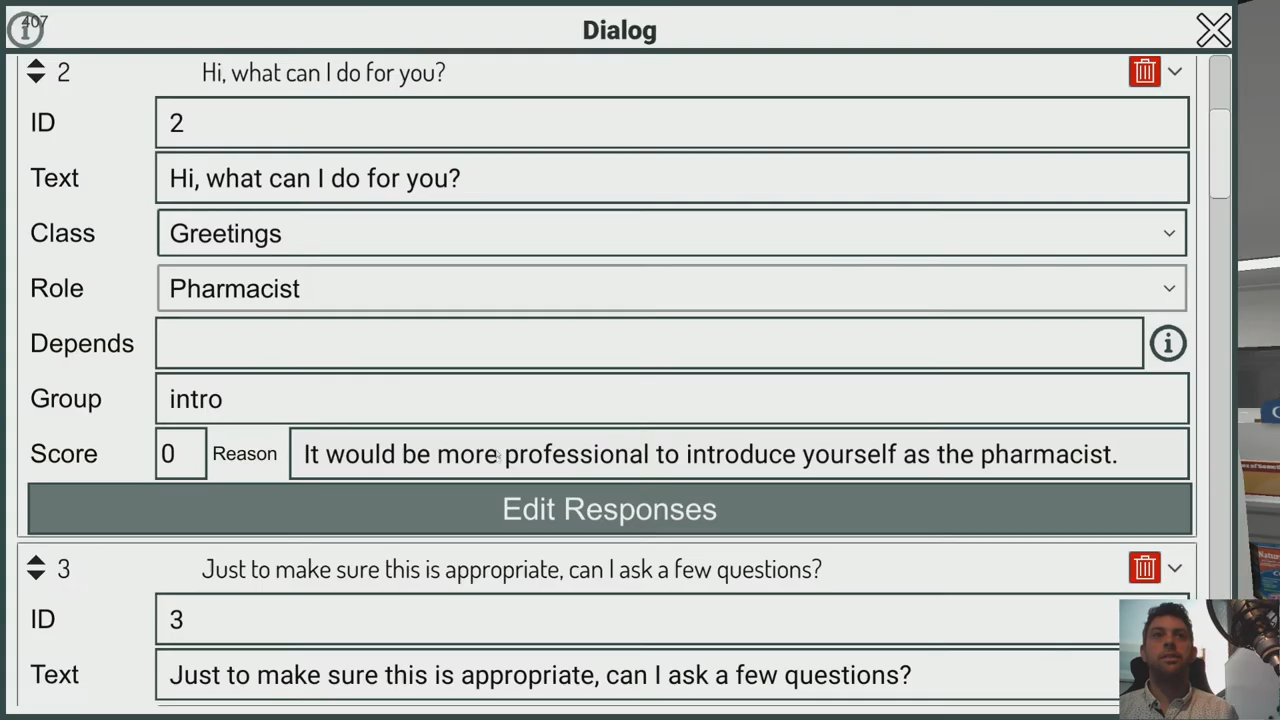 407
Dialog
2 Hi, what can I do for you?
ID 2
Text Hi, what can I do for you?
Class Greetings
Role Pharmacist
Depends
Group intro
Score 0 Reason It would be more professional to introduce yourself as the pharmacist.
Edit Responses
3 Just to make sure this is appropriate, can I ask a few questions?
ID 3
Text Just to make sure this is appropriate, can I ask a few questions?